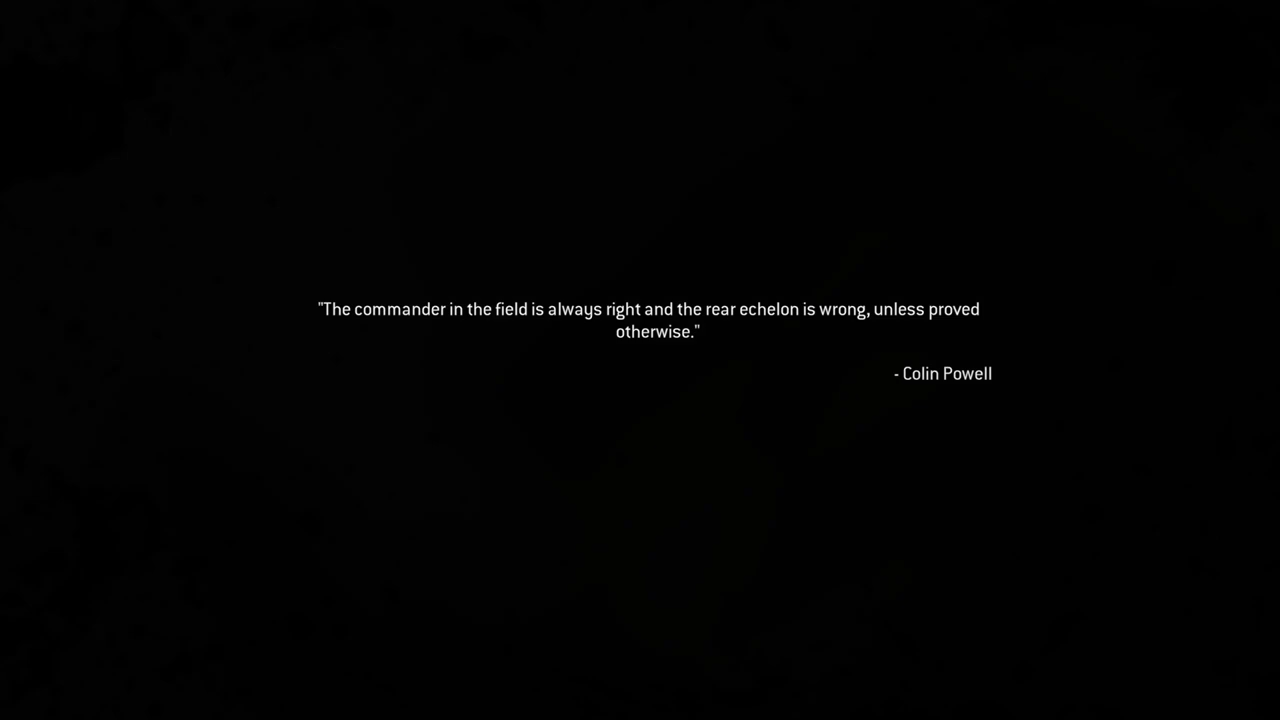 "The commander in the field is always right and the rear echelon is wrong, unless proved
otherwise."
- Colin Powell